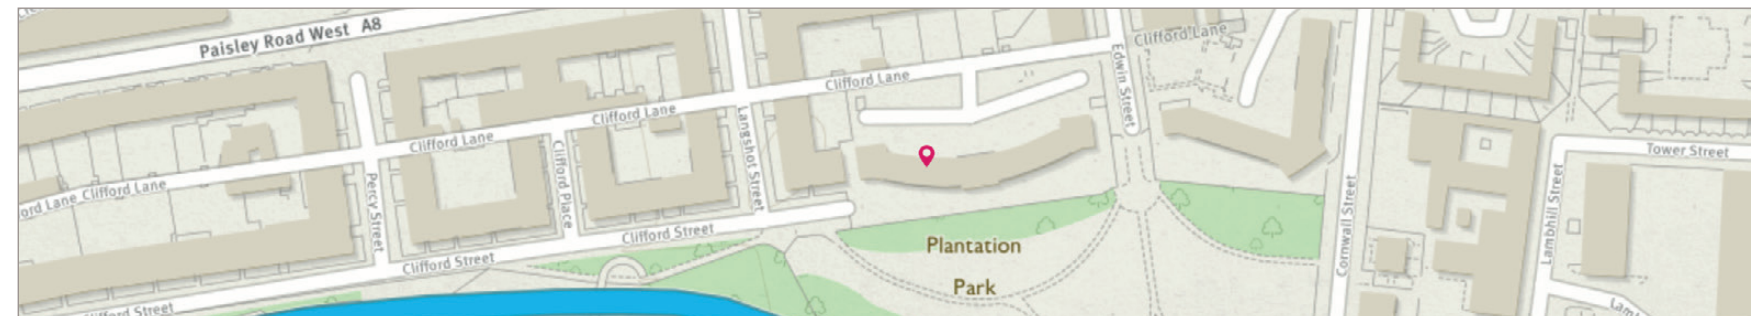 Paisley Road West A8
Clifford Lane
Edwin Street
Clifford Lane
Clifford Lane
Clifford Lane
Langshot Street
Clifford Place
Percy Street
ord Lane
Clifford Lane
Tower Street
Cornwall Street
Lambhill Street
Clifford Street
Clifford Street
Plantation
Park
Clifford Street